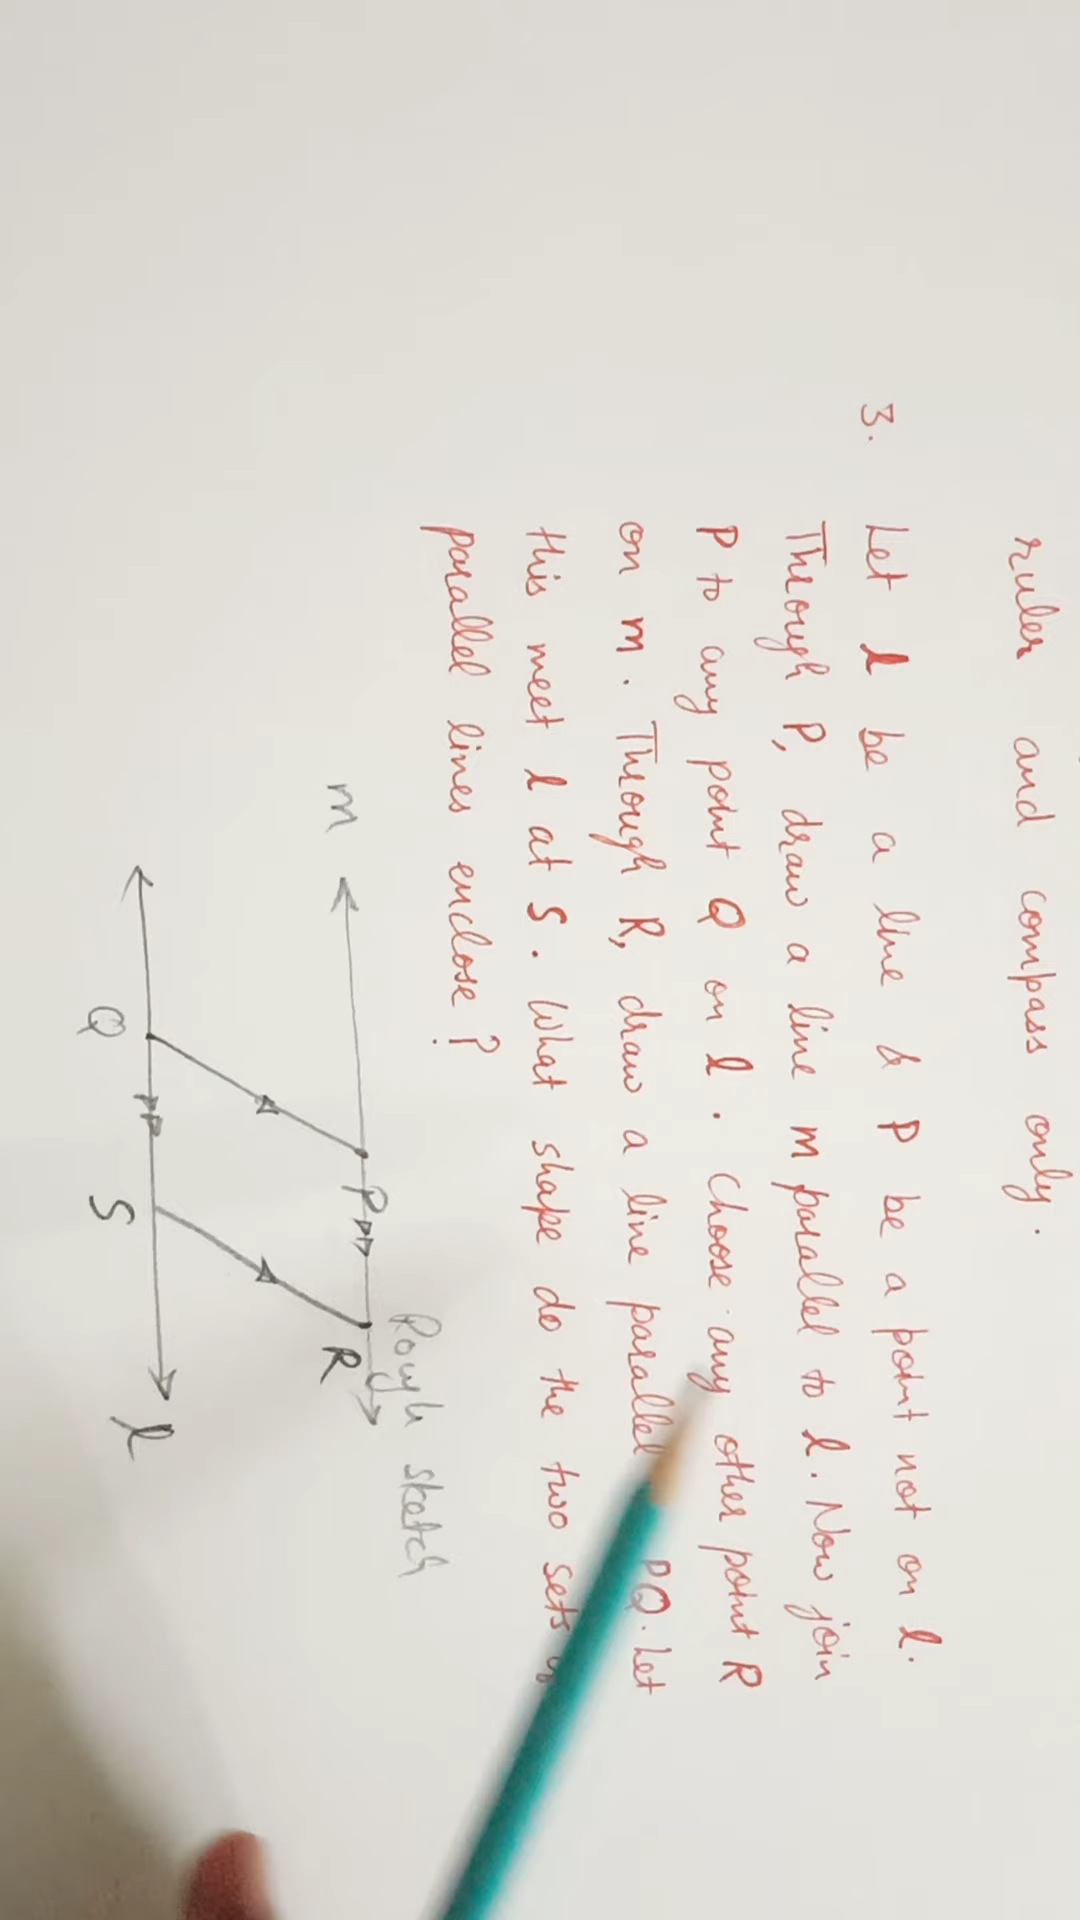 ruler and compass only.
3. Let l be a line & P be a point not on l.
Through P, draw a line m parallel to l. Now join
P to any point Q on l. Choose any other point R
on m. Through R, draw a line parallel PQ. Let
this meet l at S. What shape do the two sets
parallel lines enclose?
Rough sketch
m
P
R
Q
S
l